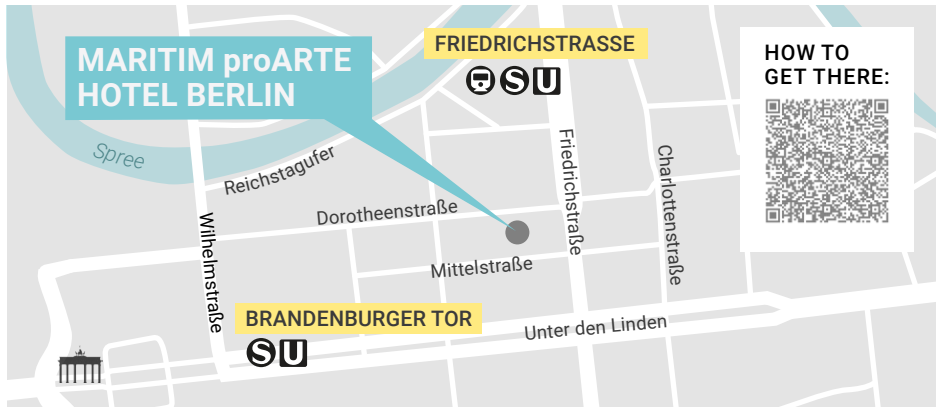 MARITIM proARTE
HOTEL BERLIN
FRIEDRICHSTRASSE
S U
HOW TO
GET THERE:
Spree
Reichstagufer
Dorotheenstraße
Wilhelmstraße
Friedrichstraße
Charlottenstraße
Mittelstraße
BRANDENBURGER TOR
S U
Unter den Linden